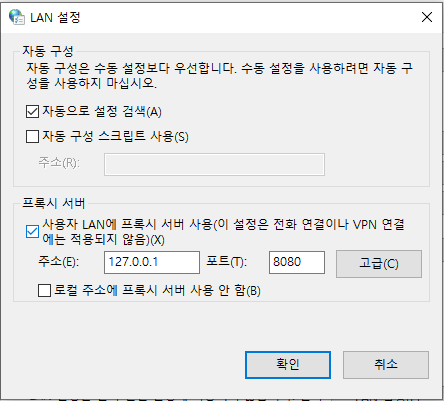 LAN 설정
자동 구성
자동 구성은 수동 설정보다 우선합니다. 수동 설정을 사용하려면 자동 구
성을 사용하지 마십시오.
자동으로 설정 검색(A)
자동 구성 스크립트 사용(S)
주소(R):
프록시 서버
사용자 LAN에 프록시 서버 사용(이 설정은 전화 연결이나 VPN 연결
에는 적용되지 않음)(X)
주소(E): 127.0.0.1 포트(T): 8080 고급(C)
로컬 주소에 프록시 서버 사용 안 함(B)
확인 취소